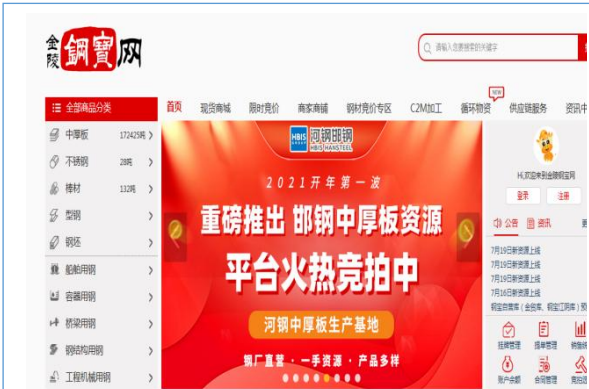 金陵
鋼寶网
请输入您要搜索的关键字
全部商品分类
首页 现货商城 限时竞价 商家商铺 钢材竞价专区 C2M加工 循环物资 NEW 供应链服务 资讯中
中厚板 172425吨
不锈钢 28吨
棒材 132吨
型钢
钢坯
船舶用钢
容器用钢
桥梁用钢
钢结构用钢
工程机械用钢
HBIS 河钢邯钢
HBIS HANSTEEL
2021开年第一波
重磅推出 邯钢中厚板资源
平台火热竞拍中
河钢中厚板生产基地
钢厂直营 · 一手资源 · 产品多样
Hi,欢迎来到金陵钢宝网
登录 注册
公告 资讯
7月19日新资源上线
7月19日新资源上线
7月19日新资源上线
7月16日新资源上线
挂牌管理 提单管理
账户余额 合同管理